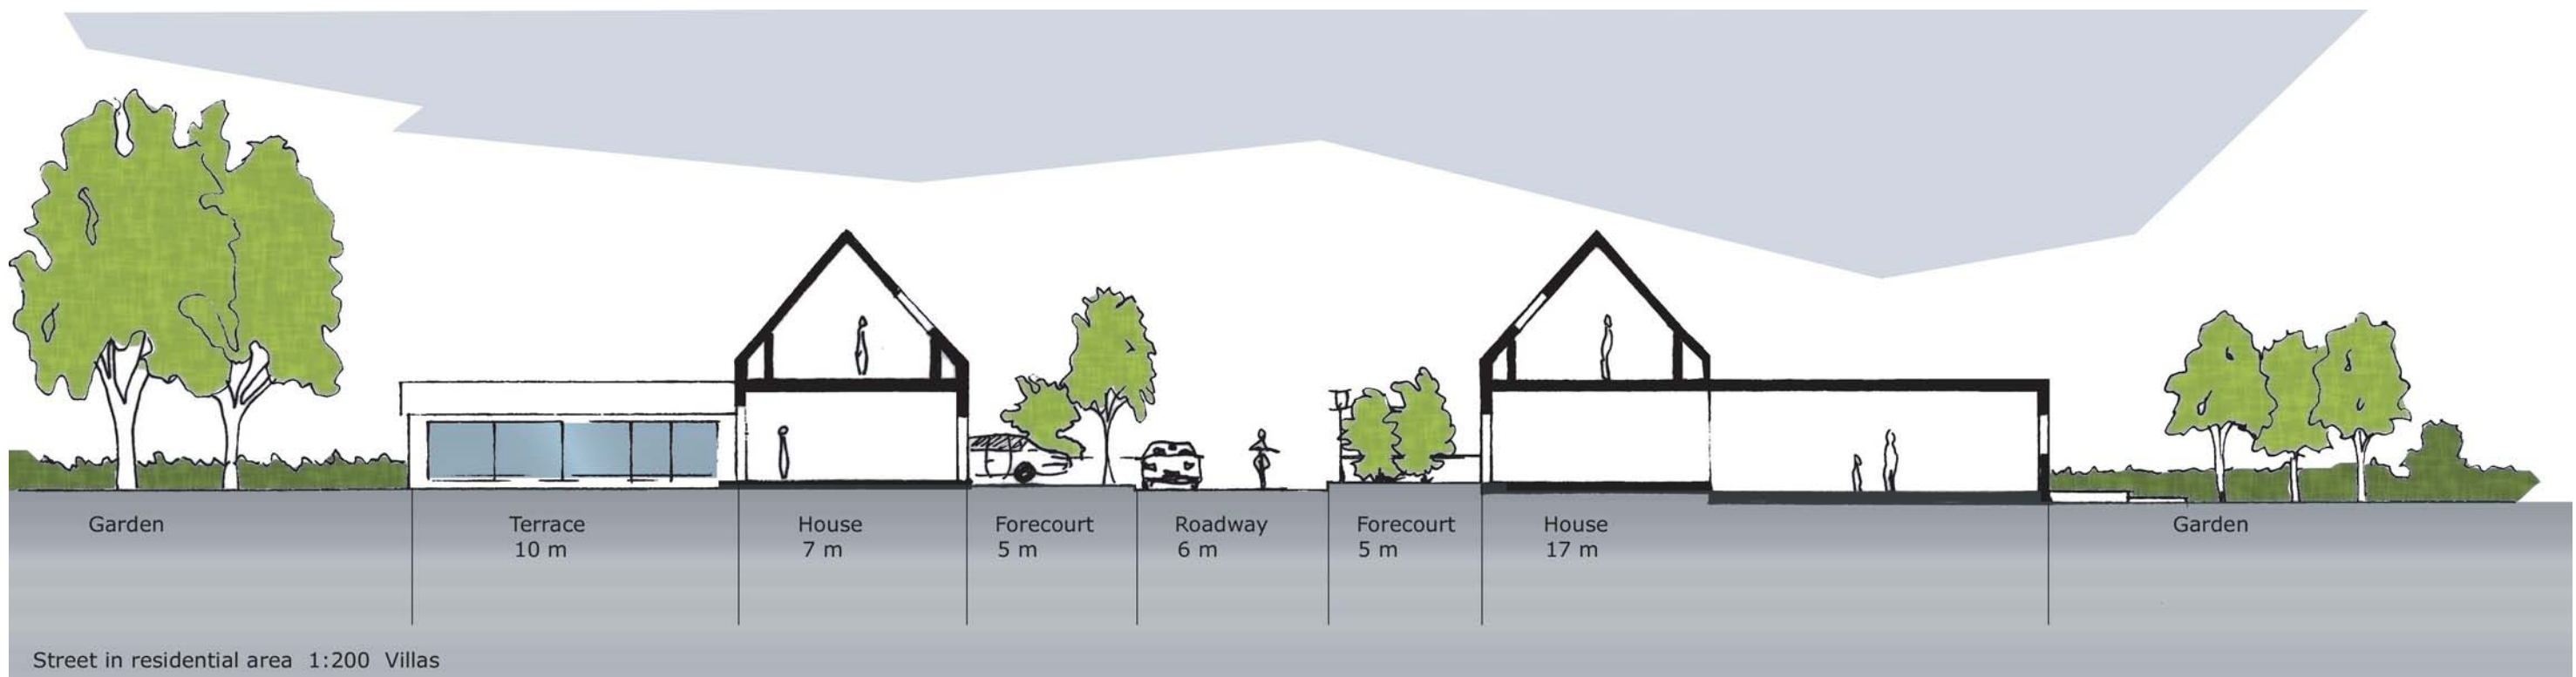 Garden
Terrace
10 m
House
7 m
Forecourt
5 m
Roadway
6 m
Forecourt
5 m
House
17 m
Garden
Street in residential area 1:200 Villas